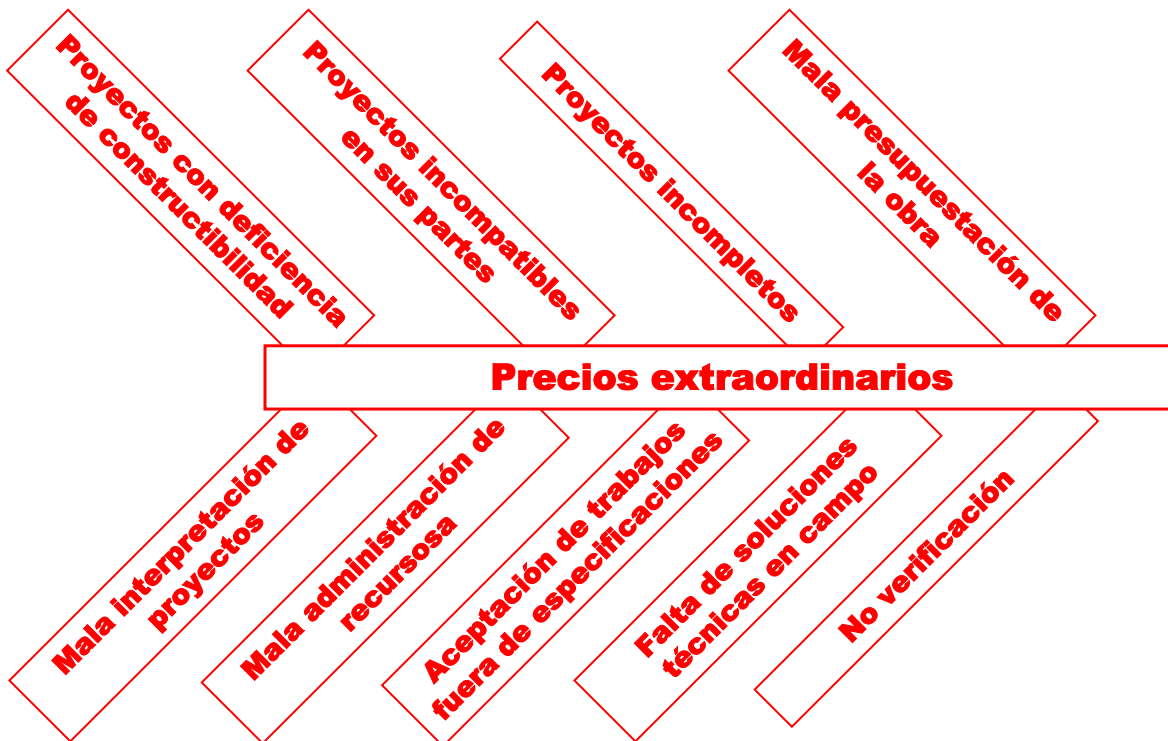 Proyectos con deficiencia
de constructibilidad
Proyectos incompatibles
en sus partes
Proyectos incompletos
Mala presupuestación de
la obra
Precios extraordinarios
Mala interpretación de
proyectos
Mala administración de
recursosa
Aceptación de trabajos
fuera de especificaciones
Falta de soluciones
técnicas en campo
No verificación